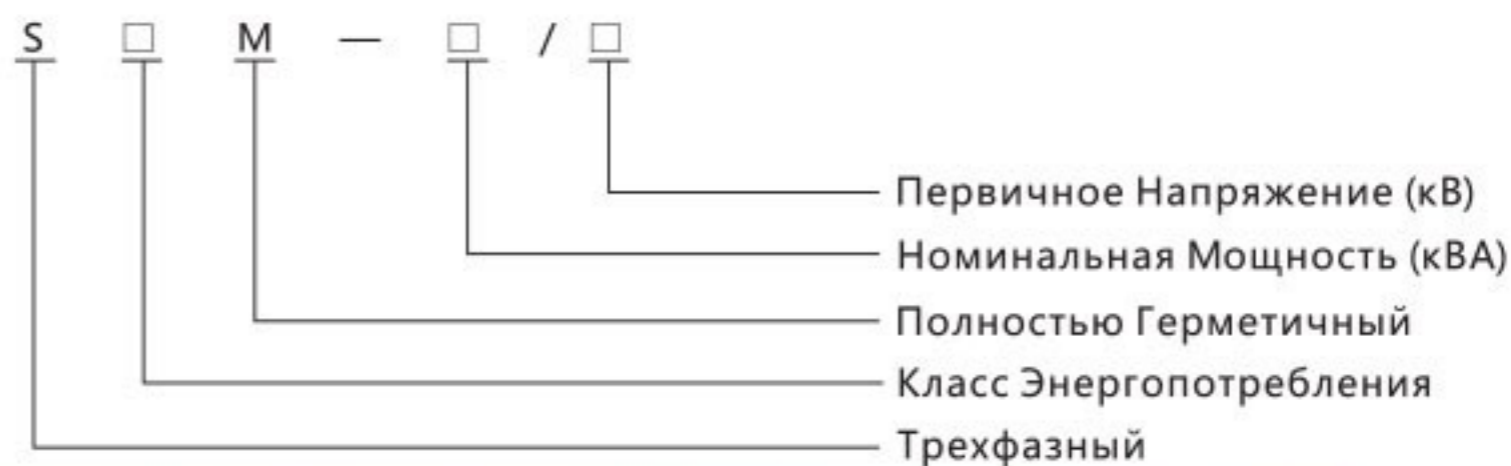 S □ M — □ / □
Первичное Напряжение (кВ)
Номинальная Мощность (кВА)
Полностью Герметичный
Класс Энергопотребления
Трехфазный